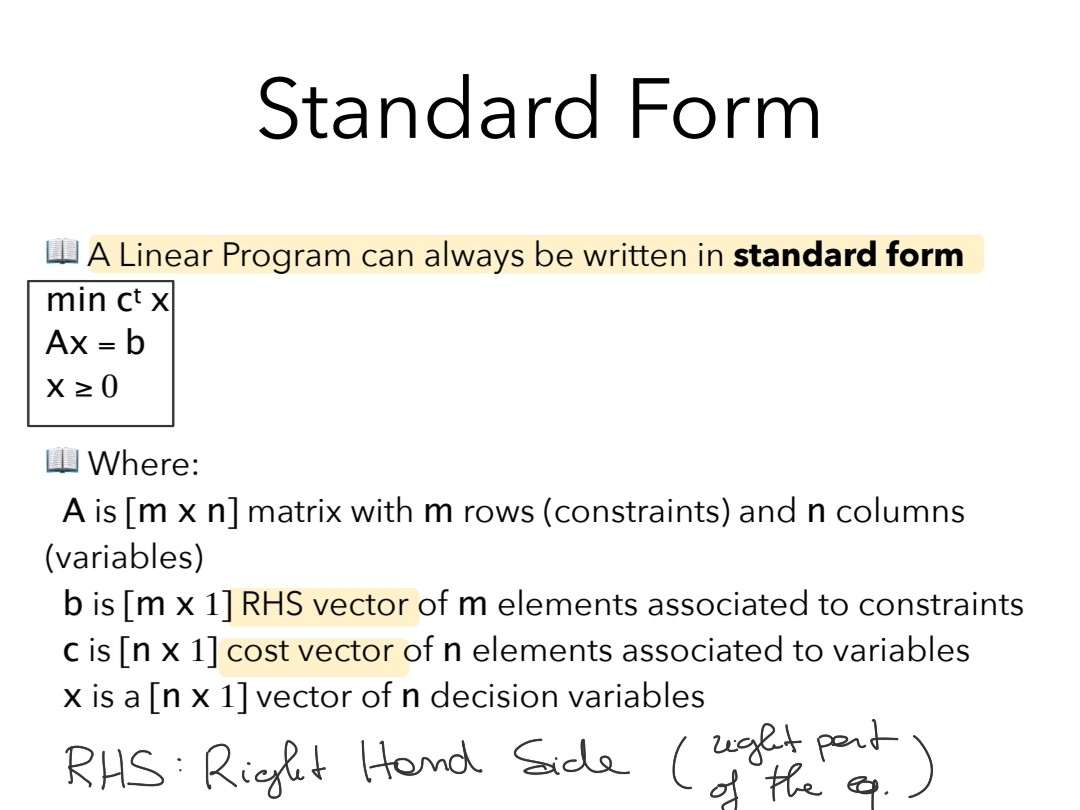 Standard Form
📖 A Linear Program can always be written in standard form
min cᵗ x
Ax = b
x ≥ 0
📖 Where:
A is [m x n] matrix with m rows (constraints) and n columns
(variables)
b is [m x 1] RHS vector of m elements associated to constraints
c is [n x 1] cost vector of n elements associated to variables
x is a [n x 1] vector of n decision variables
RHS: Right Hand Side (right part
of the eq.)